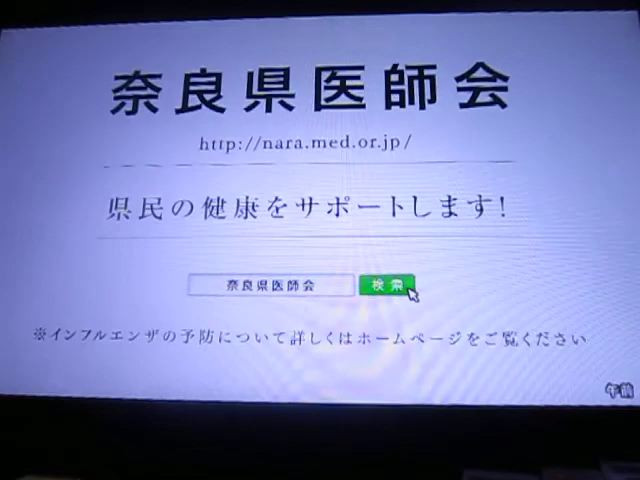 奈良県医師会
http://nara.med.or.jp/
県民の健康をサポートします!
奈良県医師会 検索
※インフルエンザの予防について詳しくはホームページをご覧ください
午前